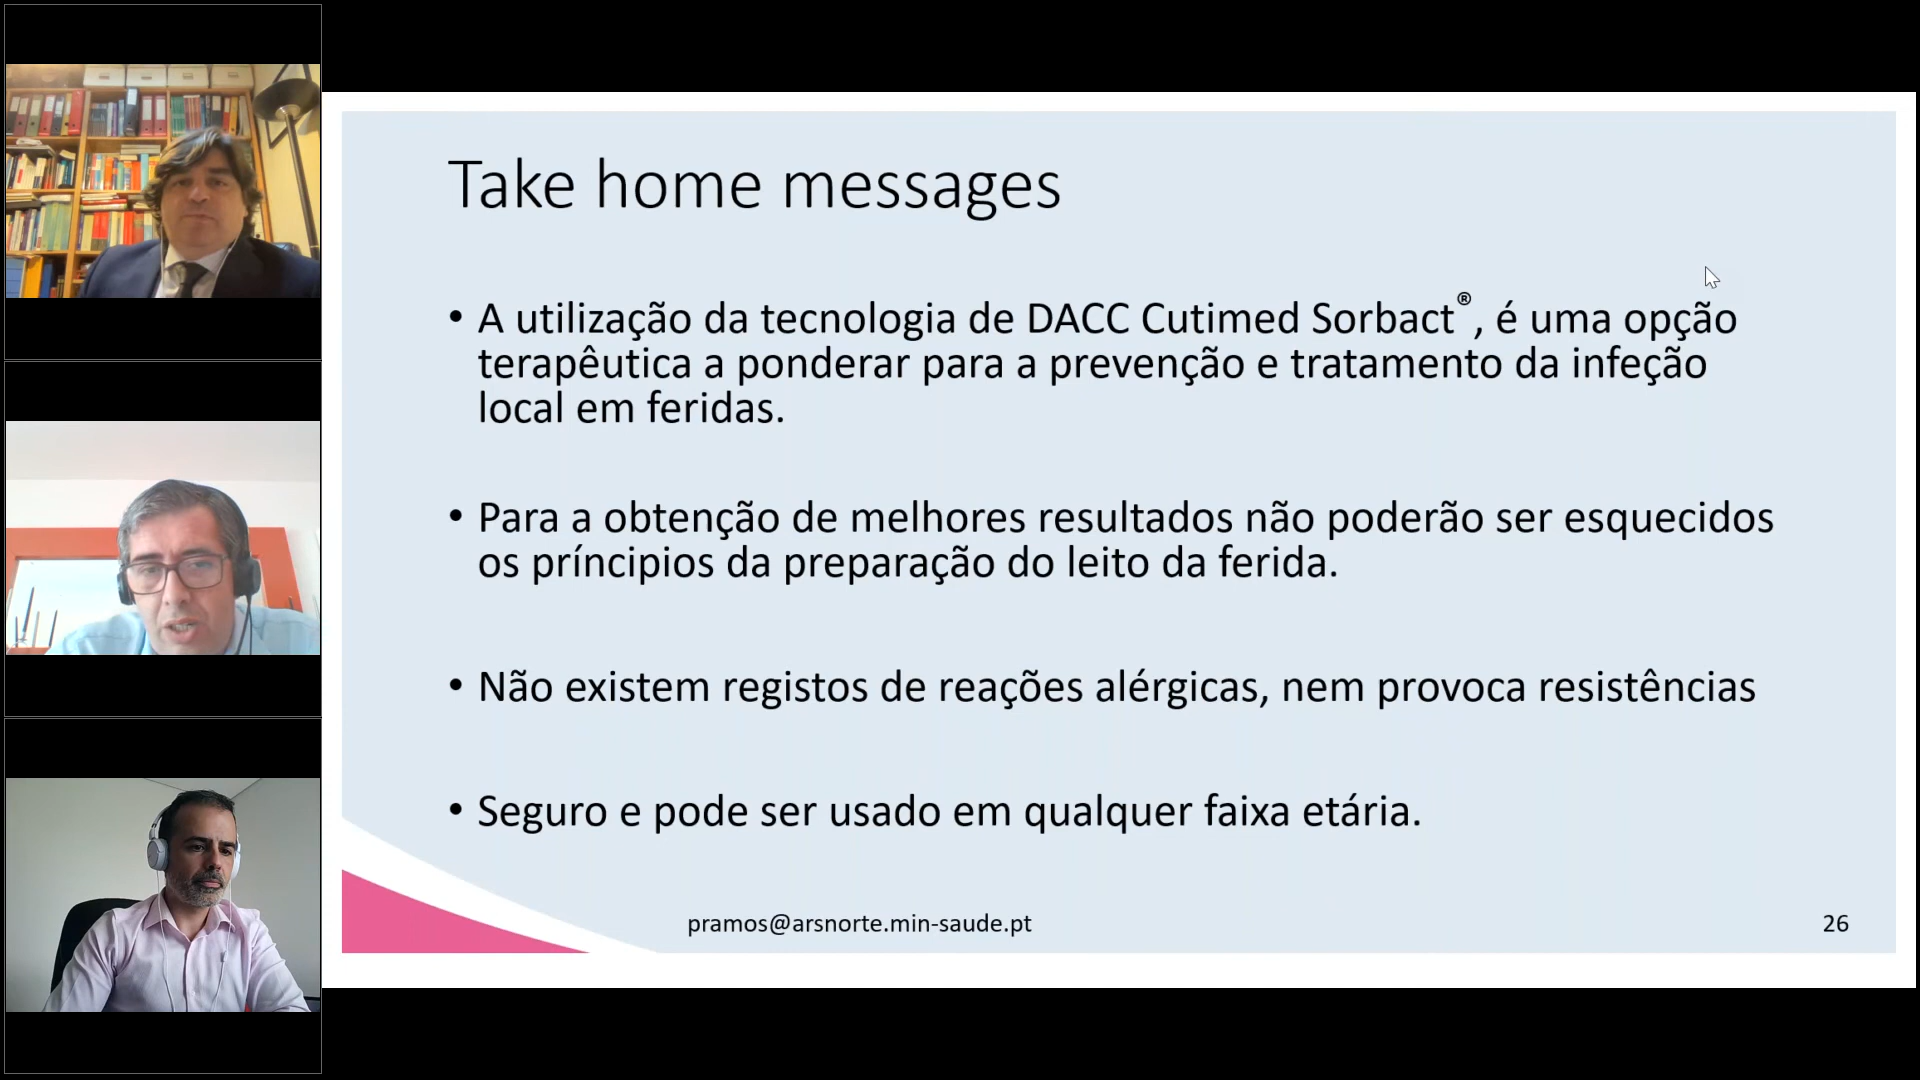 Take home messages
• A utilização da tecnologia de DACC Cutimed Sorbact®, é uma opção
terapêutica a ponderar para a prevenção e tratamento da infeção
local em feridas.
• Para a obtenção de melhores resultados não poderão ser esquecidos
os príncipios da preparação do leito da ferida.
• Não existem registos de reações alérgicas, nem provoca resistências
• Seguro e pode ser usado em qualquer faixa etária.
pramos@arsnorte.min-saude.pt
26